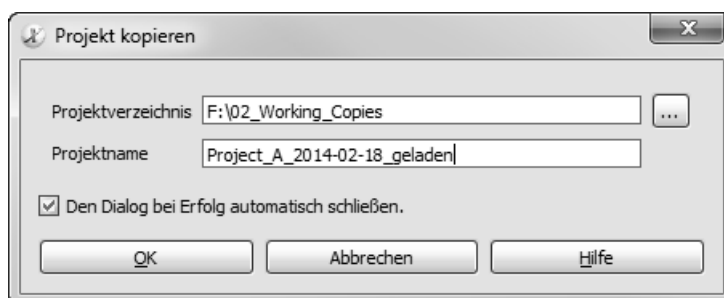 Projekt kopieren
Projektverzeichnis F:\02_Working_Copies ...
Projektname Project_A_2014-02-18_geladen
Den Dialog bei Erfolg automatisch schließen.
OK Abbrechen Hilfe